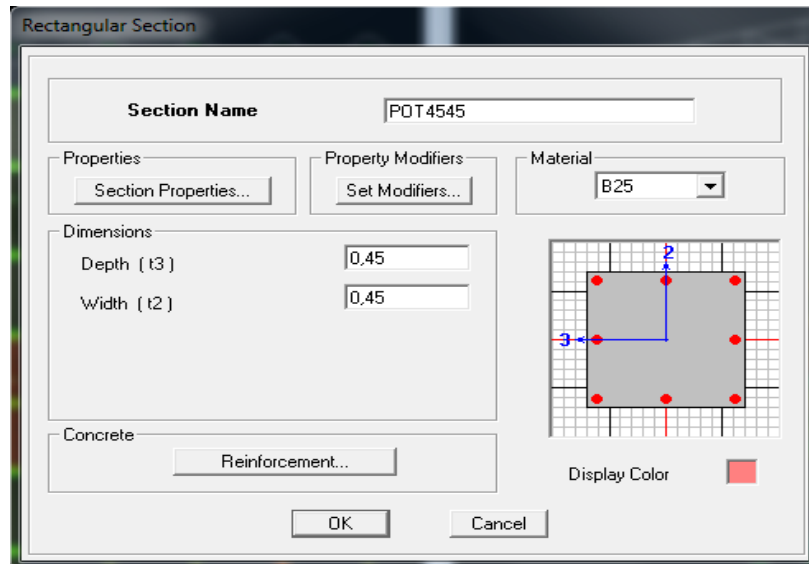 Rectangular Section
Section Name
POT4545
Properties
Property Modifiers
Material
Section Properties...
Set Modifiers...
B25
Dimensions
Depth ( t3 )
0,45
Width ( t2 )
0,45
2
3
Concrete
Reinforcement...
Display Color
OK
Cancel